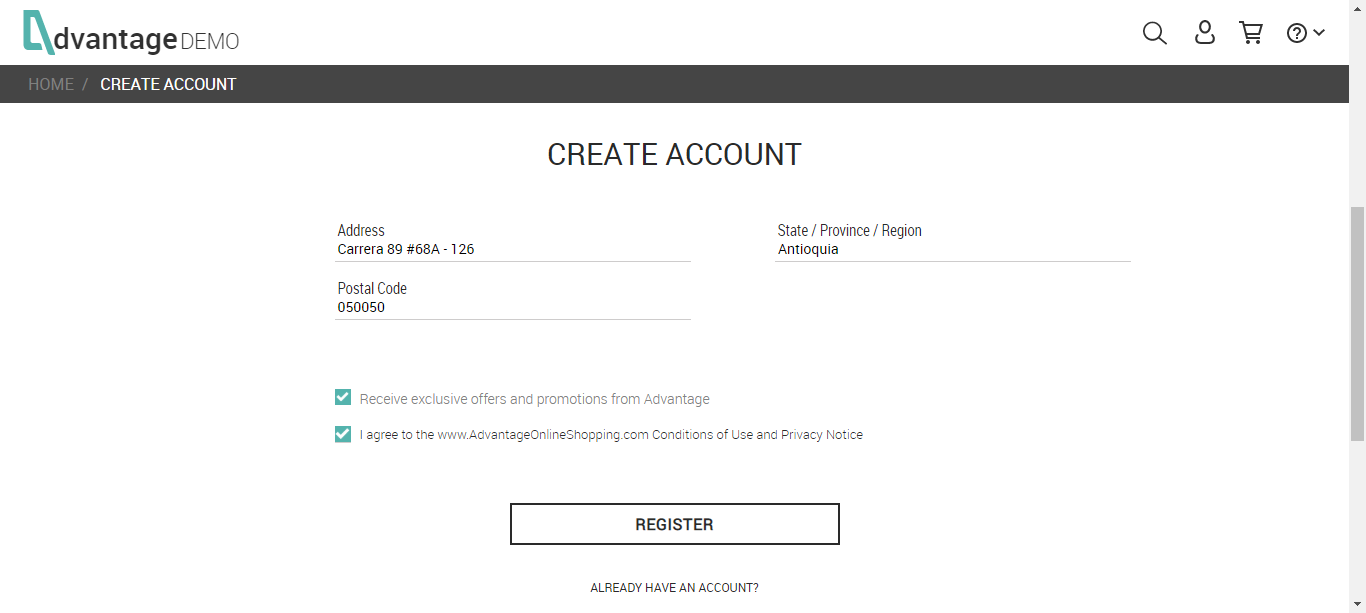 dvantage DEMO
HOME / CREATE ACCOUNT
CREATE ACCOUNT
Address
Carrera 89 #68A - 126
State / Province / Region
Antioquia
Postal Code
050050
Receive exclusive offers and promotions from Advantage
I agree to the www.AdvantageOnlineShopping.com Conditions of Use and Privacy Notice
REGISTER
ALREADY HAVE AN ACCOUNT?